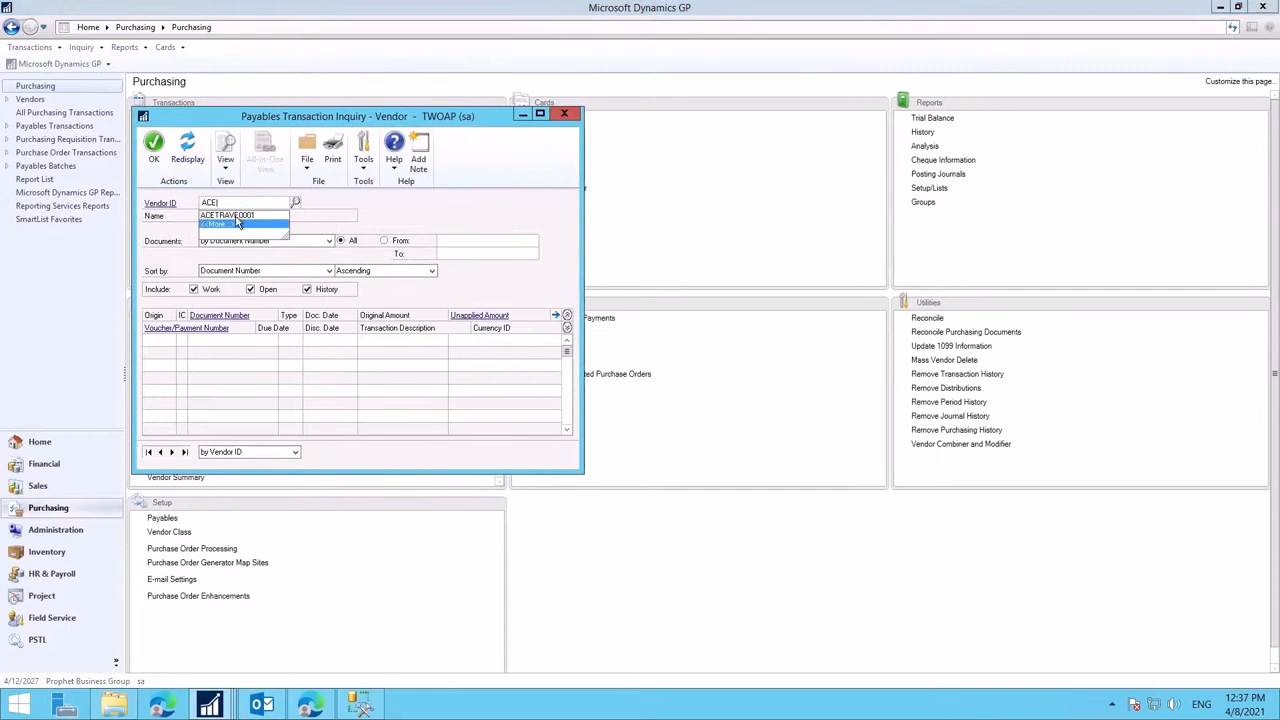 Microsoft Dynamics GP
Home
Purchasing
Purchasing
Transactions
Inquiry
Reports
Cards
Microsoft Dynamics GP
Purchasing
Customize this page...
Purchasing
Vendors
All Purchasing Transactions
Payables Transactions
Purchasing Requisition Tran...
Purchase Order Transactions
Payables Batches
Report List
Microsoft Dynamics GP Rep...
Reporting Services Reports
SmartList Favorites
Transactions
Cards
Reports
Trial Balance
History
Analysis
Cheque Information
Posting Journals
Setup/Lists
Groups
Payables Transaction Inquiry - Vendor - TWOAP (sa)
OK
Redisplay
View
All-In-One View
File
Print
Tools
Help
Add Note
Actions
View
File
Tools
Help
Vendor ID
ACE
Name
ACETRAVE0001
<<More...>>
Documents:
by Document Number
All
From:
To:
Sort by:
Document Number
Ascending
Include:
Work
Open
History
Origin
IC
Document Number
Type
Doc. Date
Original Amount
Unapplied Amount
Voucher/Payment Number
Due Date
Disc. Date
Transaction Description
Currency ID
by Vendor ID
Payments
ted Purchase Orders
Vendor Summary
Utilities
Reconcile
Reconcile Purchasing Documents
Update 1099 Information
Mass Vendor Delete
Remove Transaction History
Remove Distributions
Remove Period History
Remove Journal History
Remove Purchasing History
Vendor Combiner and Modifier
Setup
Payables
Vendor Class
Purchase Order Processing
Purchase Order Generator Map Sites
E-mail Settings
Purchase Order Enhancements
Home
Financial
Sales
Purchasing
Administration
Inventory
HR & Payroll
Project
Field Service
PSTL
4/12/2027
Prophet Business Group
sa
ENG
12:37 PM
4/8/2021